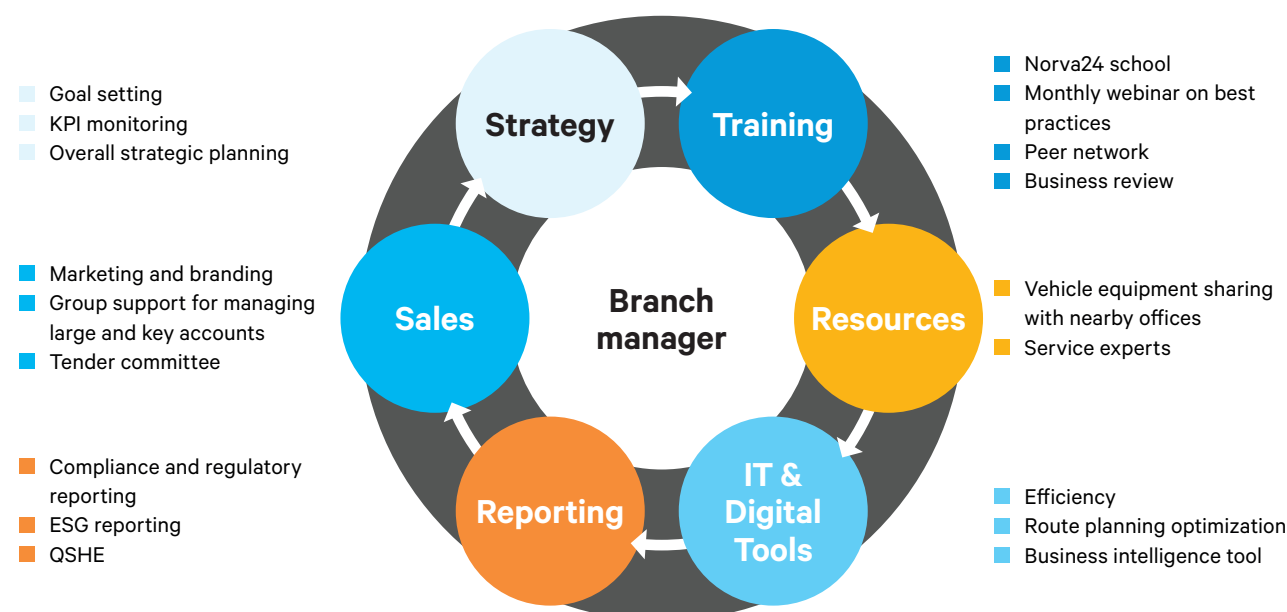 Goal setting
KPI monitoring
Overall strategic planning
Strategy
Training
Norva24 school
Monthly webinar on best
practices
Peer network
Business review
Marketing and branding
Group support for managing
large and key accounts
Tender committee
Sales
Branch
manager
Resources
Vehicle equipment sharing
with nearby offices
Service experts
Compliance and regulatory
reporting
ESG reporting
QSHE
Reporting
IT &
Digital
Tools
Efficiency
Route planning optimization
Business intelligence tool